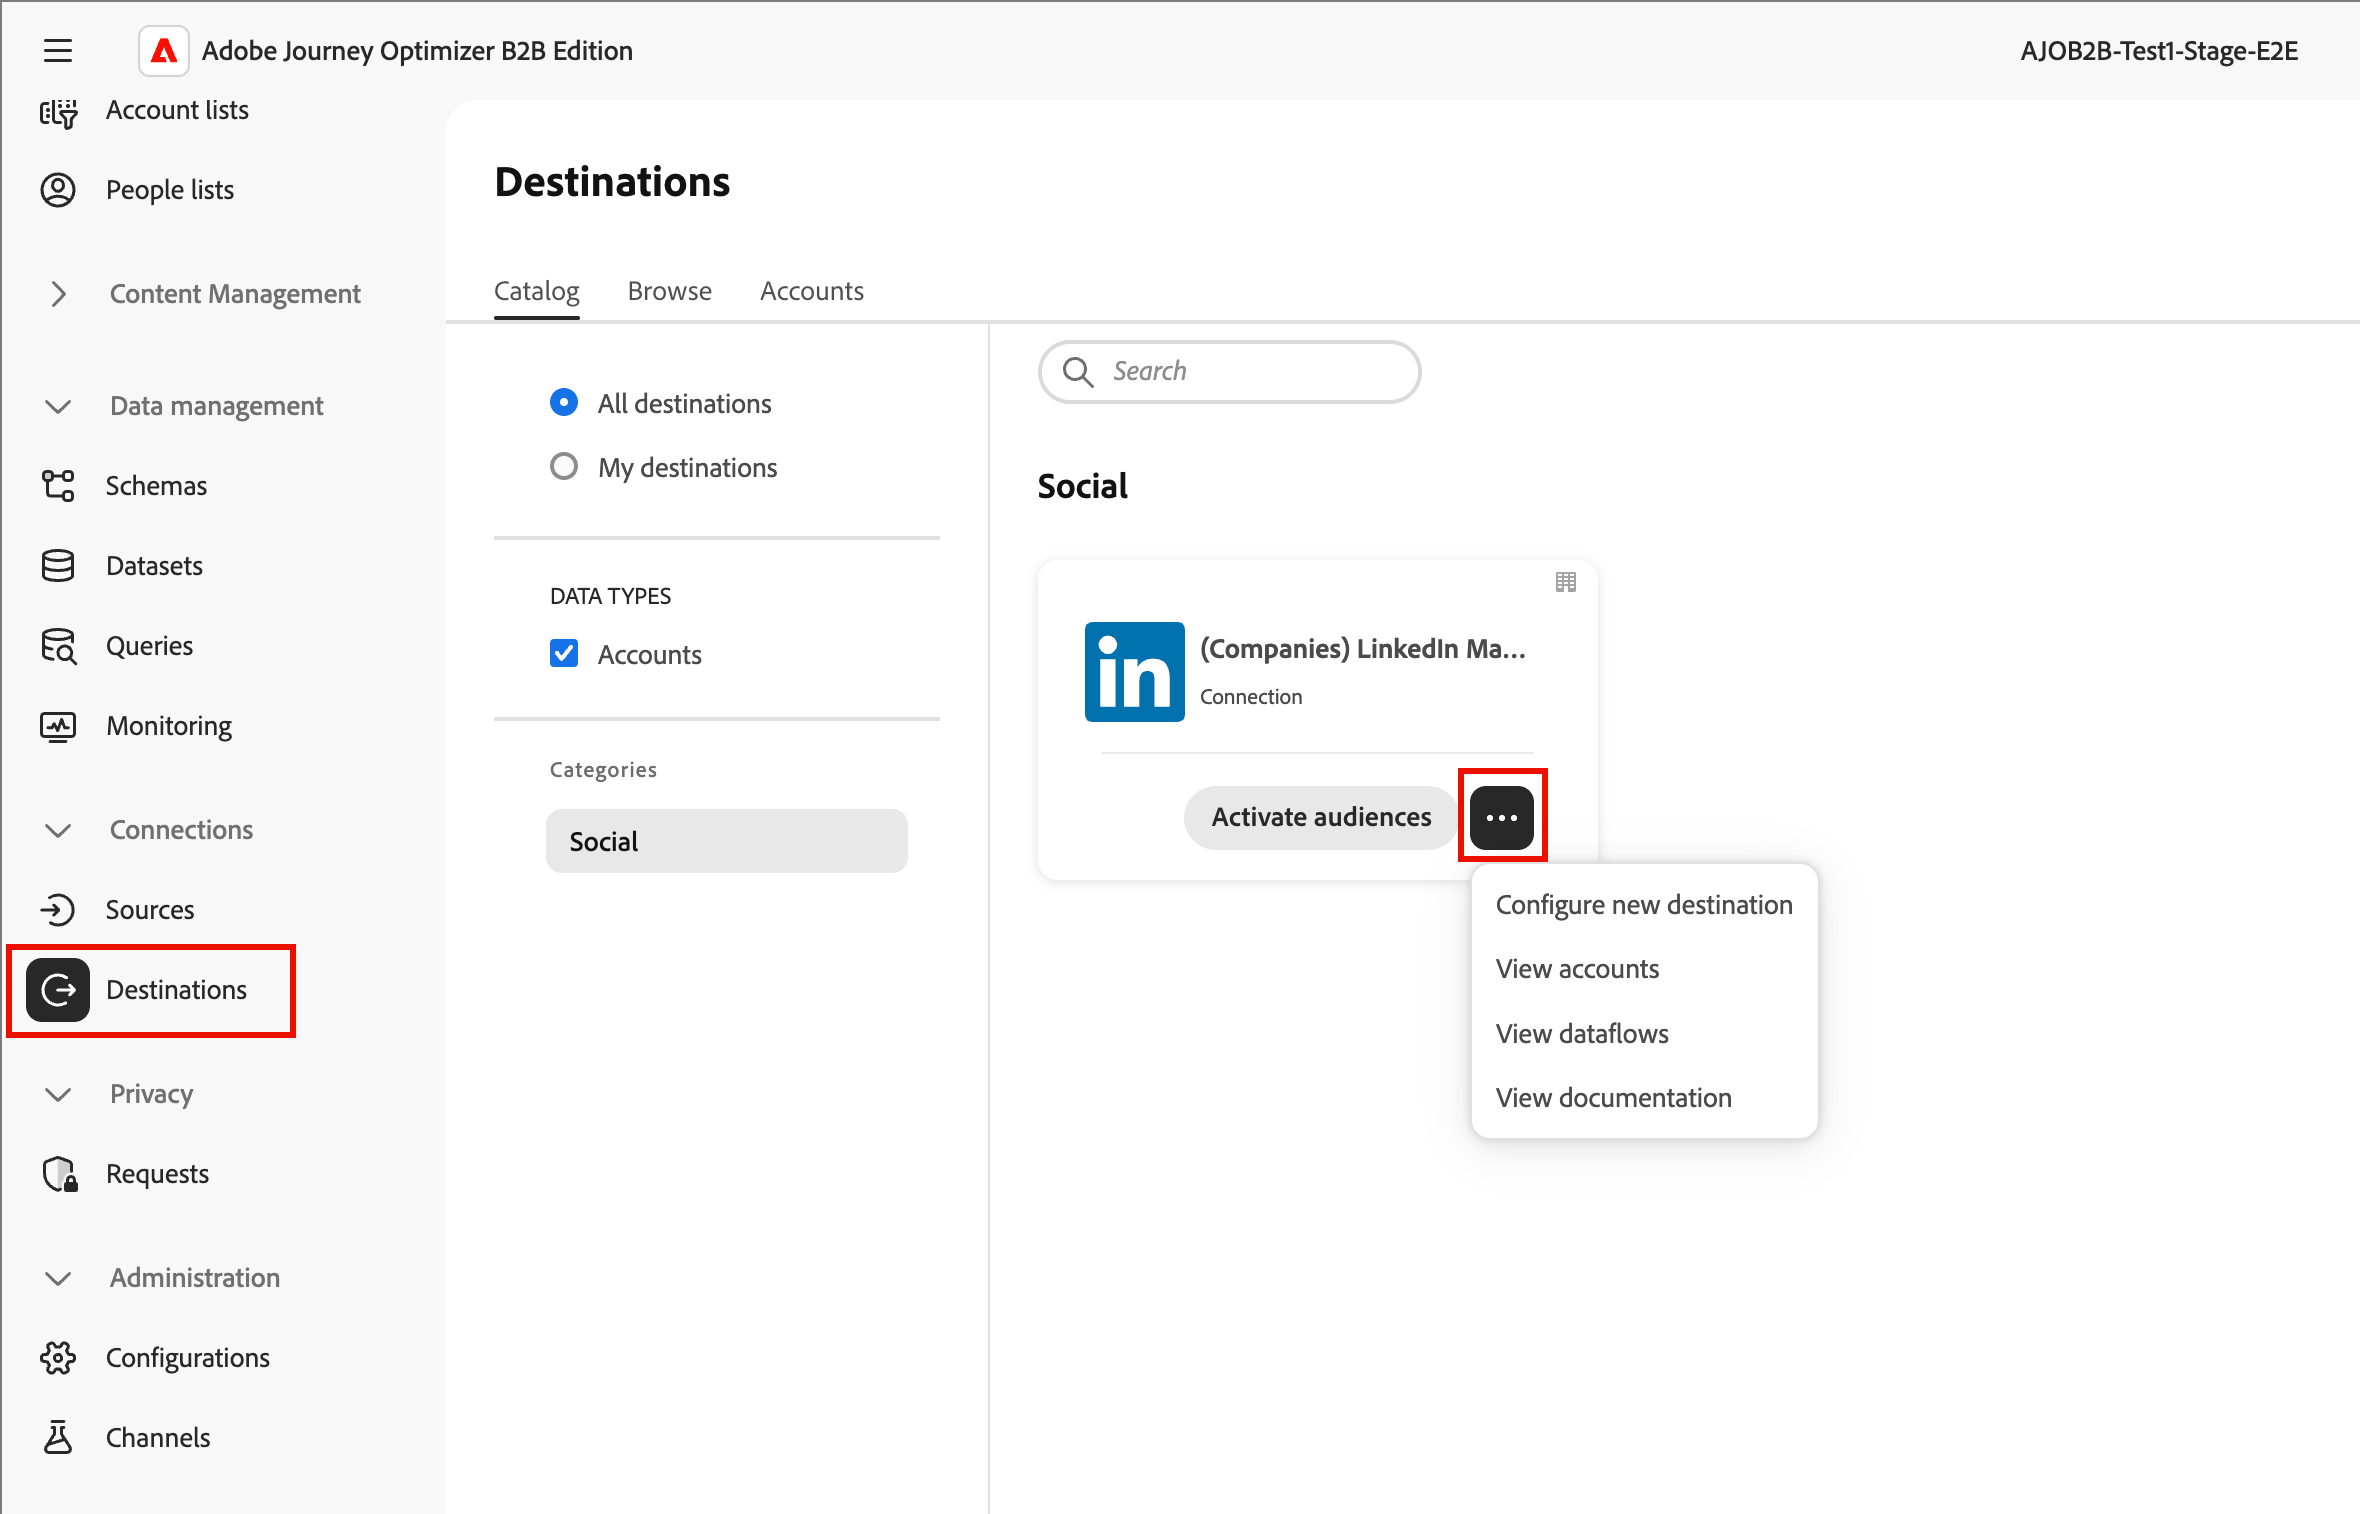 Adobe Journey Optimizer B2B Edition
AJOB2B-Test1-Stage-E2E
Account lists
People lists
Content Management
Data management
Schemas
Datasets
Queries
Monitoring
Connections
Sources
Destinations
Privacy
Requests
Administration
Configurations
Channels
Destinations
Catalog
Browse
Accounts
All destinations
My destinations
DATA TYPES
Accounts
Categories
Social
Search
Social
in
(Companies) LinkedIn Ma...
Connection
Activate audiences
Configure new destination
View accounts
View dataflows
View documentation